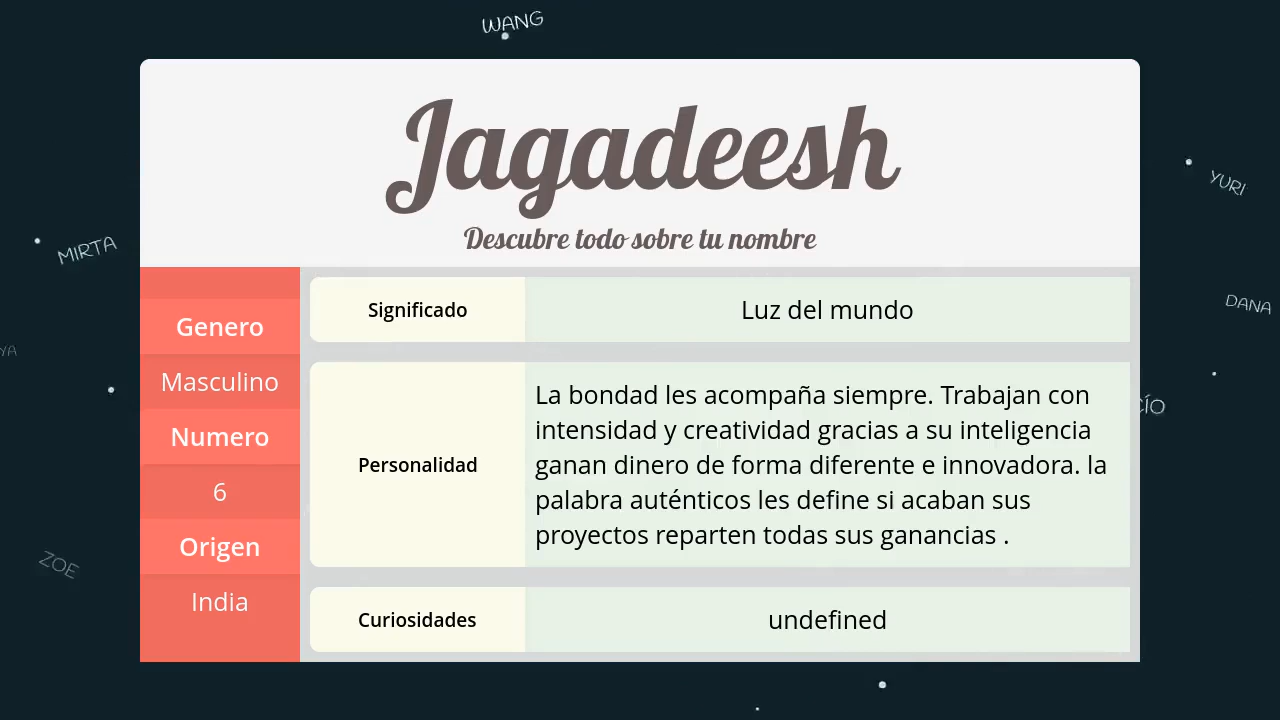 WANG
Jagadeesh
YURI
Descubre todo sobre tu nombre
MIRTA
DANA
Genero
Masculino
Numero
6
Origen
India
ZOE
Significado
Luz del mundo
Personalidad
La bondad les acompaña siempre. Trabajan con
intensidad y creatividad gracias a su inteligencia
ganan dinero de forma diferente e innovadora. la
palabra auténticos les define si acaban sus
proyectos reparten todas sus ganancias .
Curiosidades
undefined